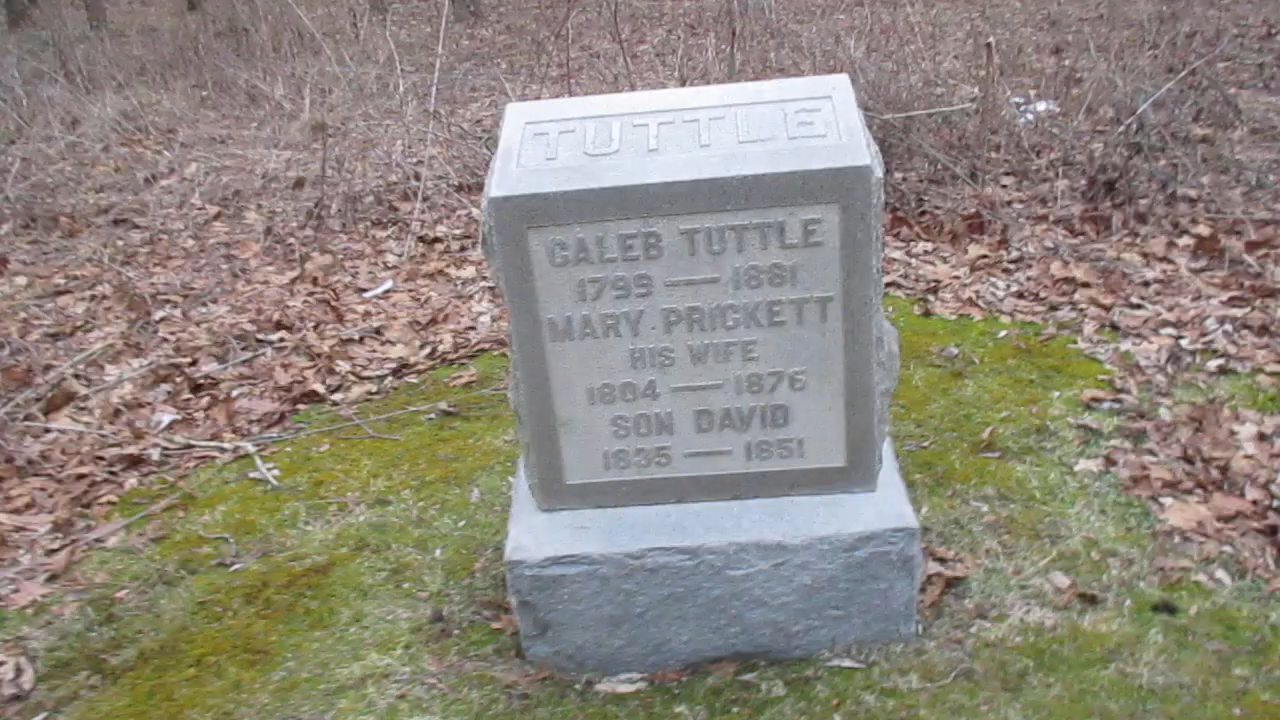 TUTTLE
CALEB TUTTLE
1799 — 1881
MARY PRICKETT
HIS WIFE
1804 — 1876
SON DAVID
1835 — 1851